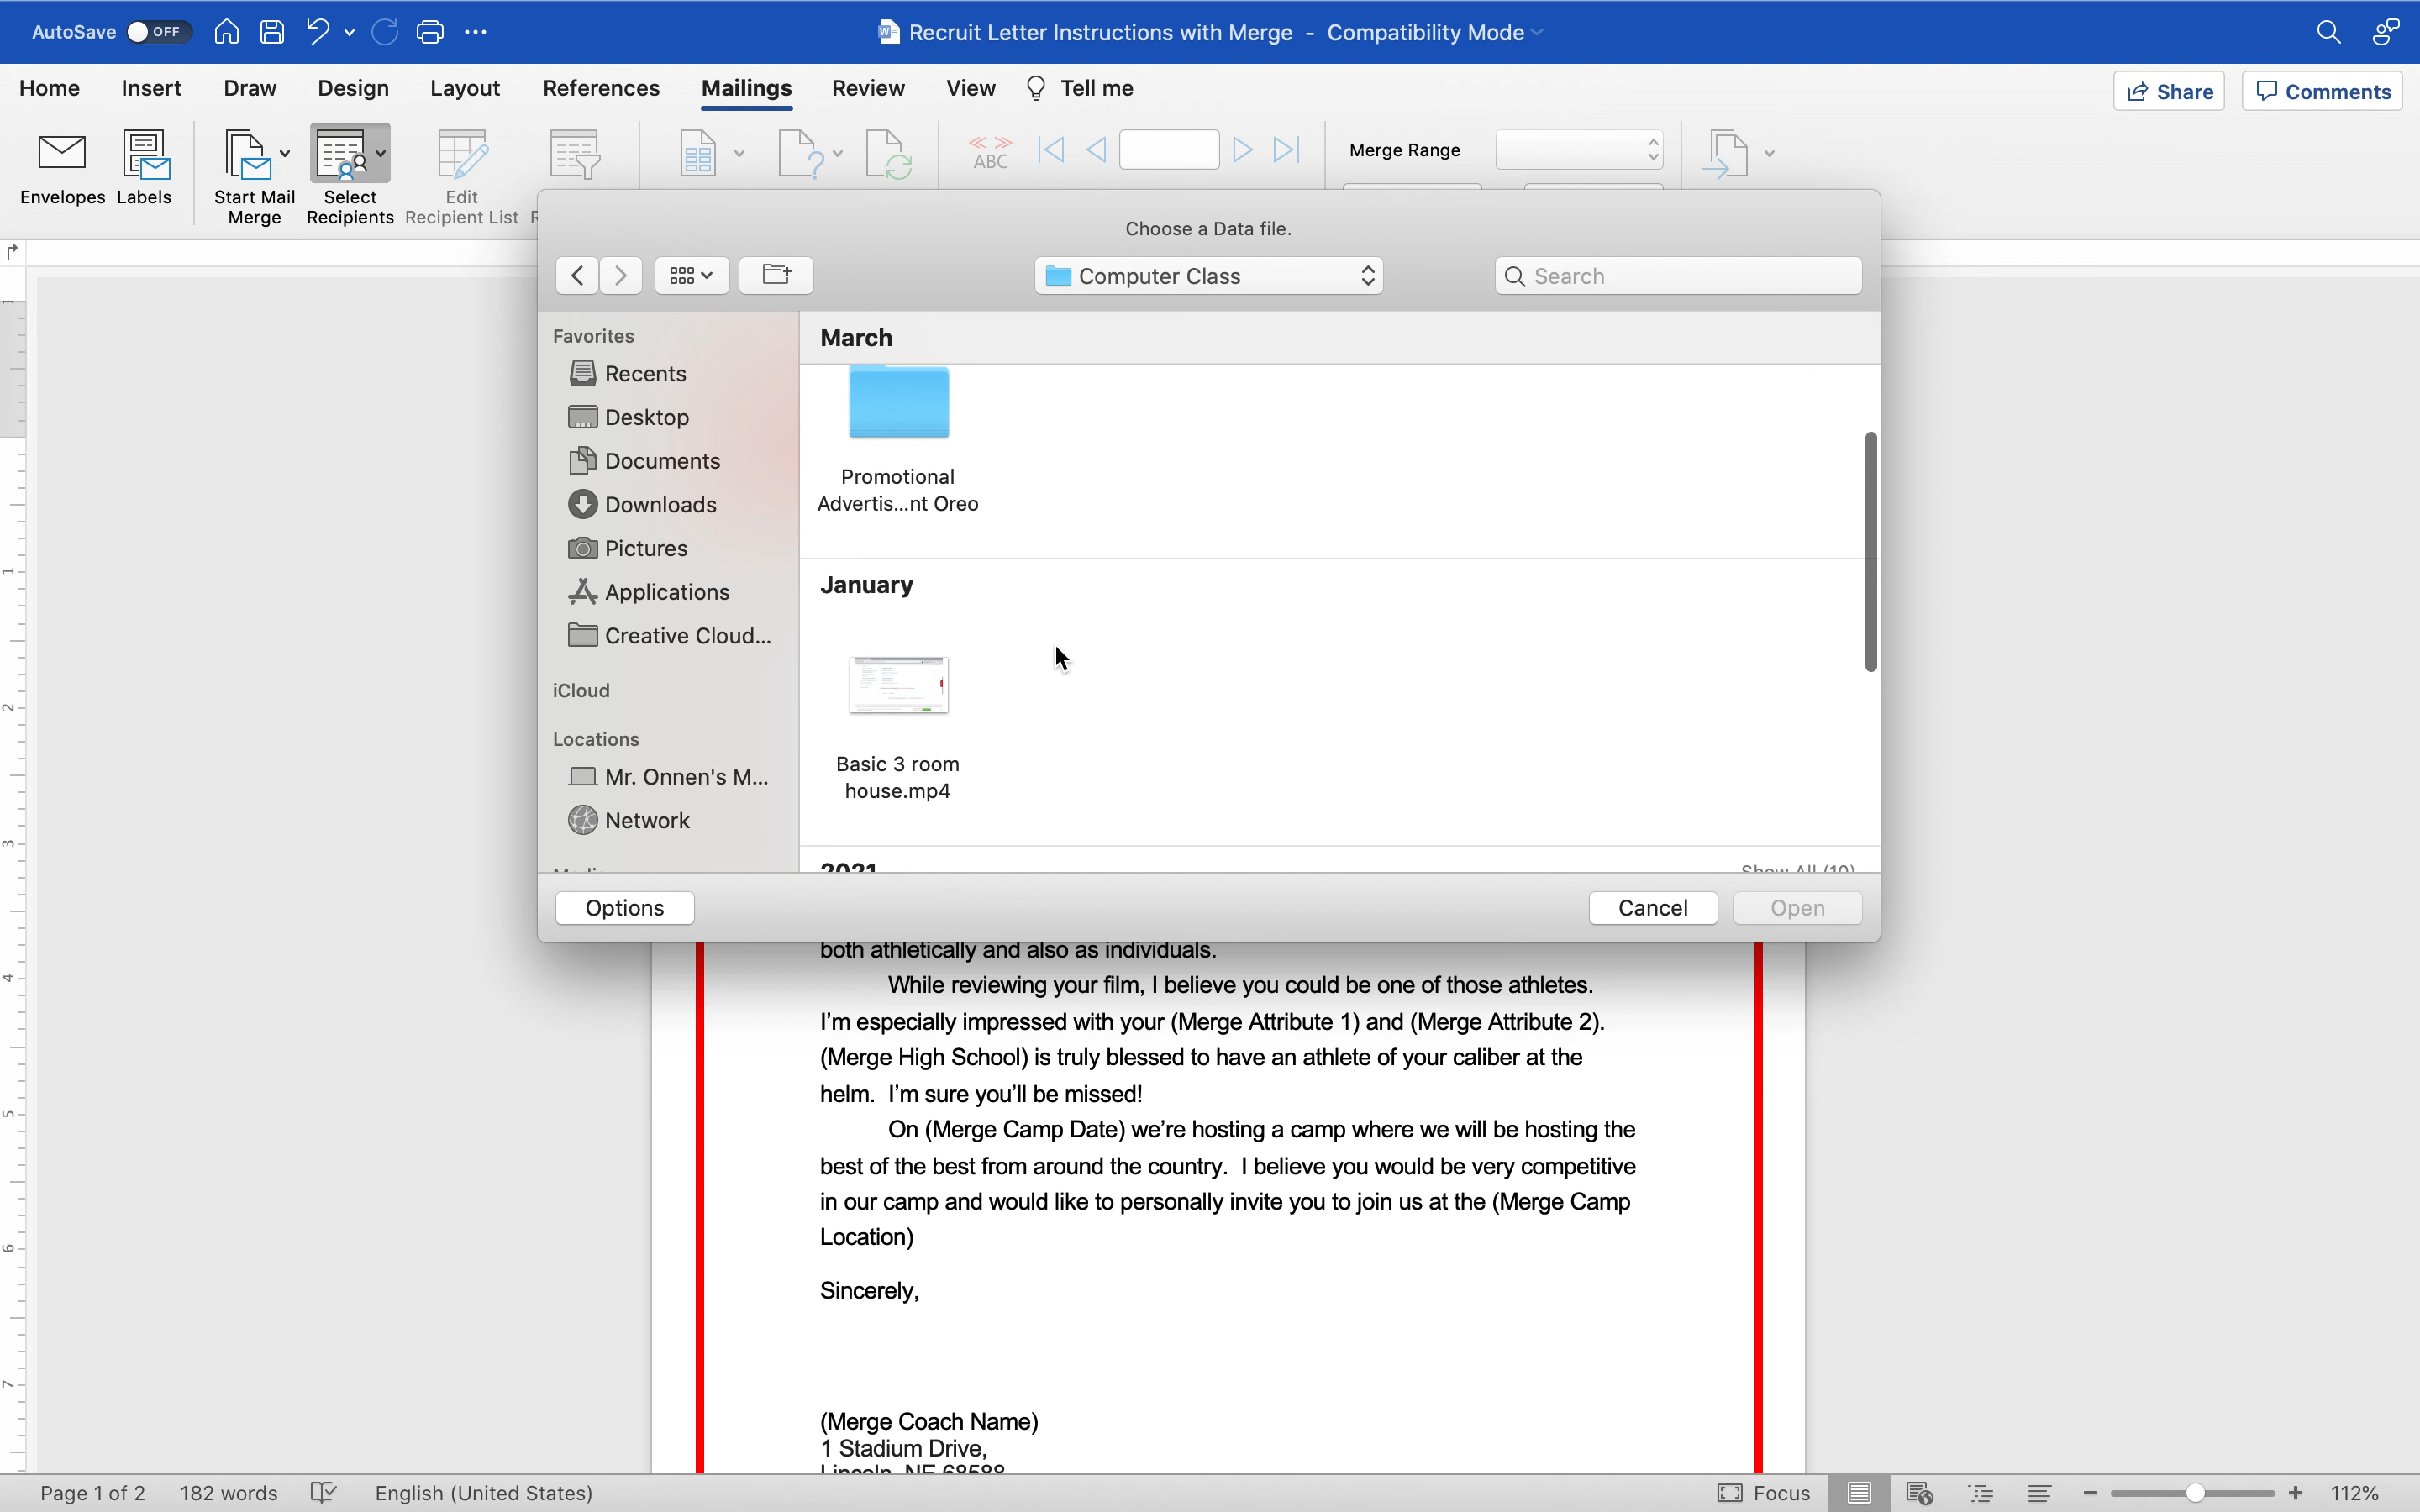 AutoSave OFF
Recruit Letter Instructions with Merge - Compatibility Mode
Home Insert Draw Design Layout References Mailings Review View Tell me
Share Comments
Envelopes Labels
Start Mail Merge
Select Recipients
Edit Recipient List
ABC
Merge Range
Choose a Data file.
Computer Class
Search
Favorites
Recents
Desktop
Documents
Downloads
Pictures
Applications
Creative Cloud...
iCloud
Locations
Mr. Onnen's M...
Network
March
Promotional
Advertis...nt Oreo
January
Basic 3 room
house.mp4
2021
Show All (10)
Options
Cancel
Open
both athletically and also as individuals.
While reviewing your film, I believe you could be one of those athletes.
I'm especially impressed with your (Merge Attribute 1) and (Merge Attribute 2).
(Merge High School) is truly blessed to have an athlete of your caliber at the
helm. I'm sure you'll be missed!
On (Merge Camp Date) we're hosting a camp where we will be hosting the
best of the best from around the country. I believe you would be very competitive
in our camp and would like to personally invite you to join us at the (Merge Camp
Location)
Sincerely,
(Merge Coach Name)
1 Stadium Drive,
Lincoln, NE 68588
1
2
3
4
5
6
7
Page 1 of 2 182 words English (United States)
Focus
112%